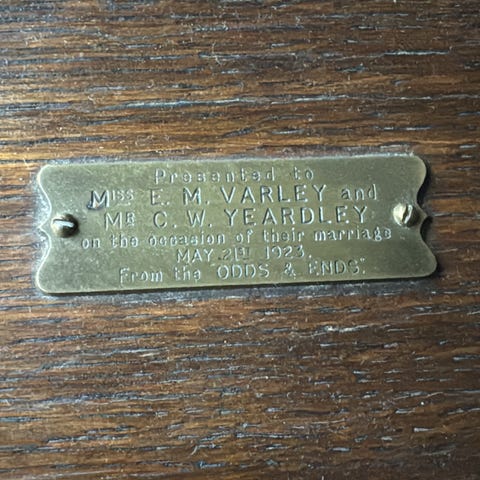 Presented to
MISS E. M. VARLEY and
MR C. W. YEARDLEY
on the occasion of their marriage
MAY. 21ST 1923.
From the "ODDS & ENDS."